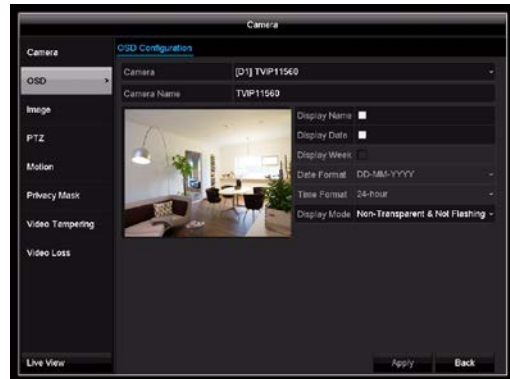 Camera
Camera
OSD
Image
PTZ
Motion
Privacy Mask
Video Tampering
Video Loss
Live View
OSD Configuration
Camera [D1] TVIP11560
Camera Name TVIP11560
Display Name
Display Date
Display Week
Date Format DD-MM-YYYY
Time Format 24-hour
Display Mode Non-Transparent & Not Flashing
Apply Back